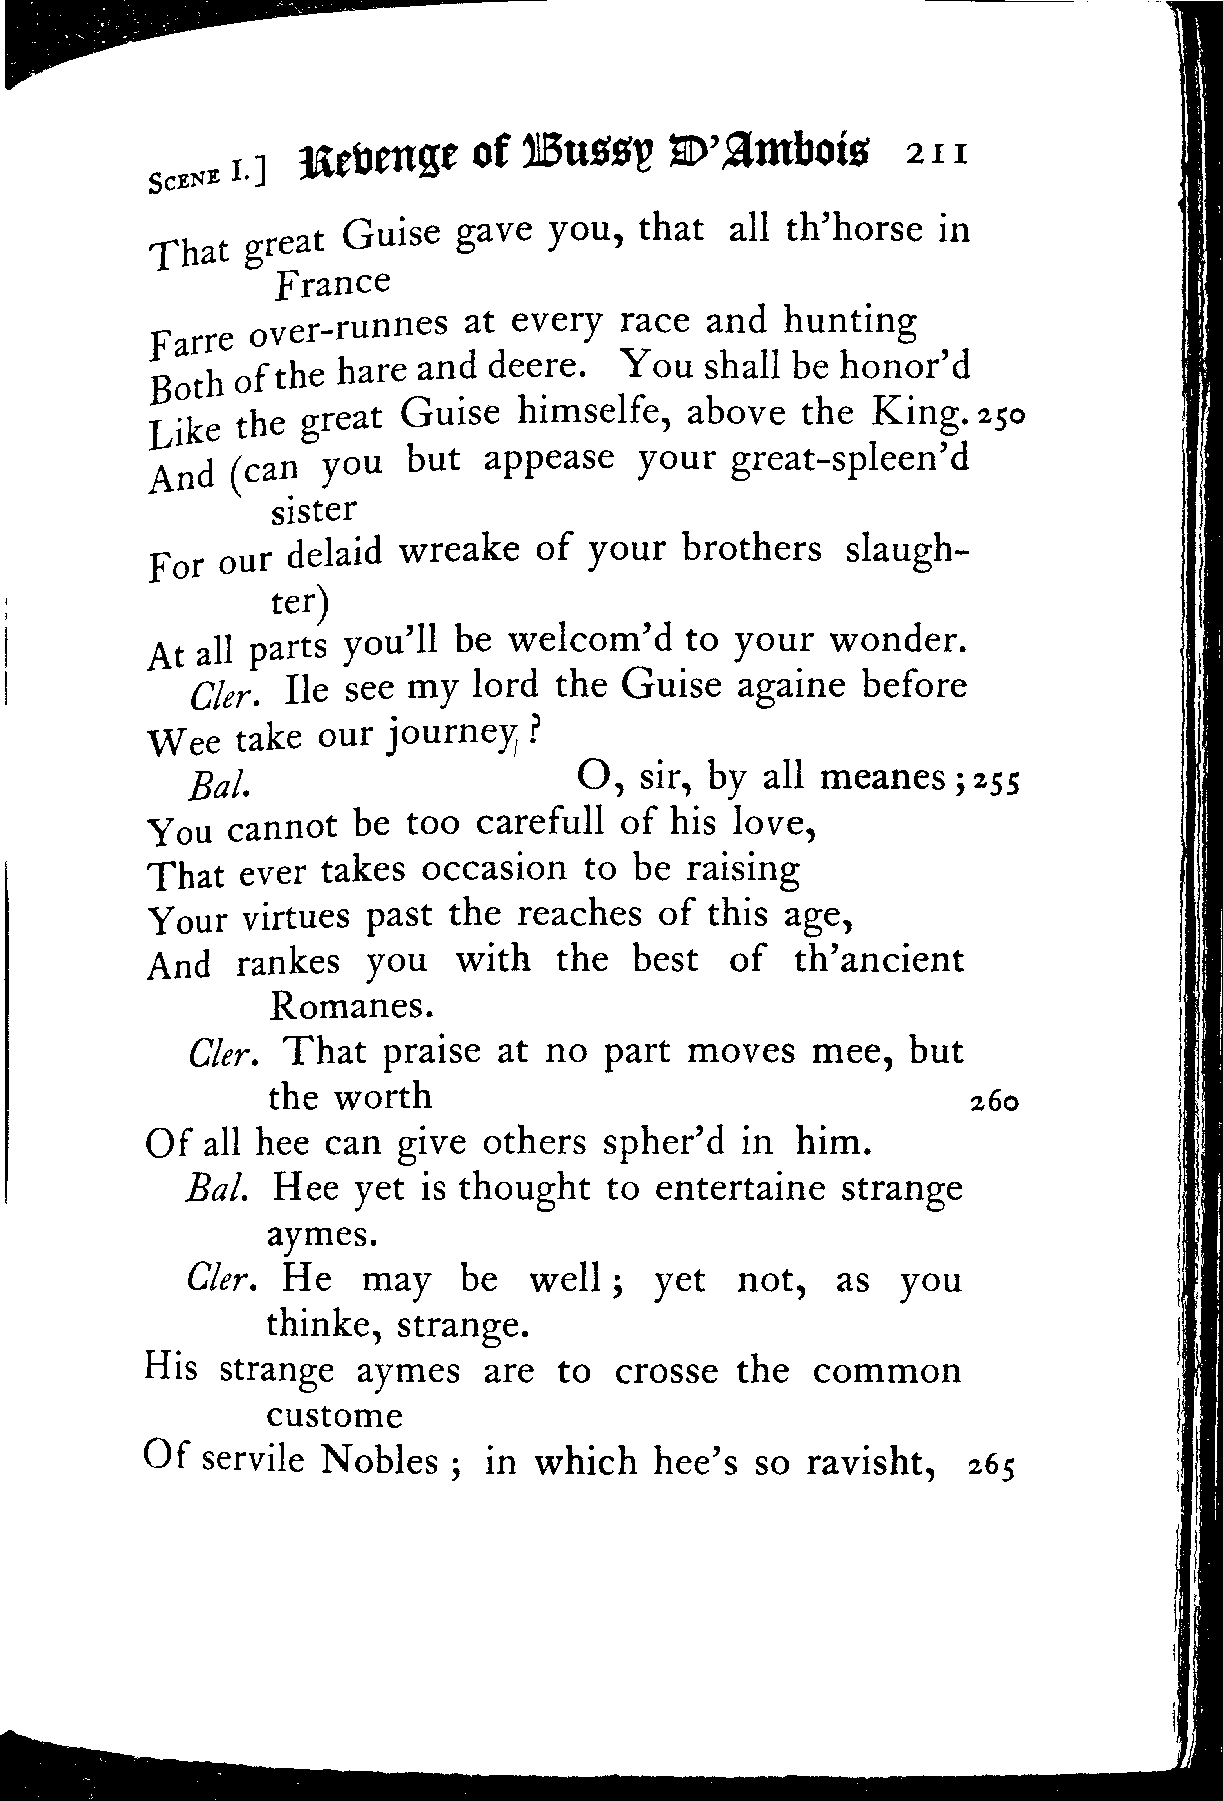 SCENE I.] Revenge of Bussy D'Ambois 211
That great Guise gave you, that all th'horse in
France
Farre over-runnes at every race and hunting
Both of the hare and deere. You shall be honor'd
Like the great Guise himselfe, above the King. 250
And (can you but appease your great-spleen'd
sister
For our delaid wreake of your brothers slaugh-
ter)
At all parts you'll be welcom'd to your wonder.
Cler. Ile see my lord the Guise againe before
Wee take our journey?
Bal. O, sir, by all meanes; 255
You cannot be too carefull of his love,
That ever takes occasion to be raising
Your virtues past the reaches of this age,
And rankes you with the best of th'ancient
Romanes.
Cler. That praise at no part moves mee, but
the worth 260
Of all hee can give others spher'd in him.
Bal. Hee yet is thought to entertaine strange
aymes.
Cler. He may be well; yet not, as you
thinke, strange.
His strange aymes are to crosse the common
custome
Of servile Nobles; in which hee's so ravisht, 265